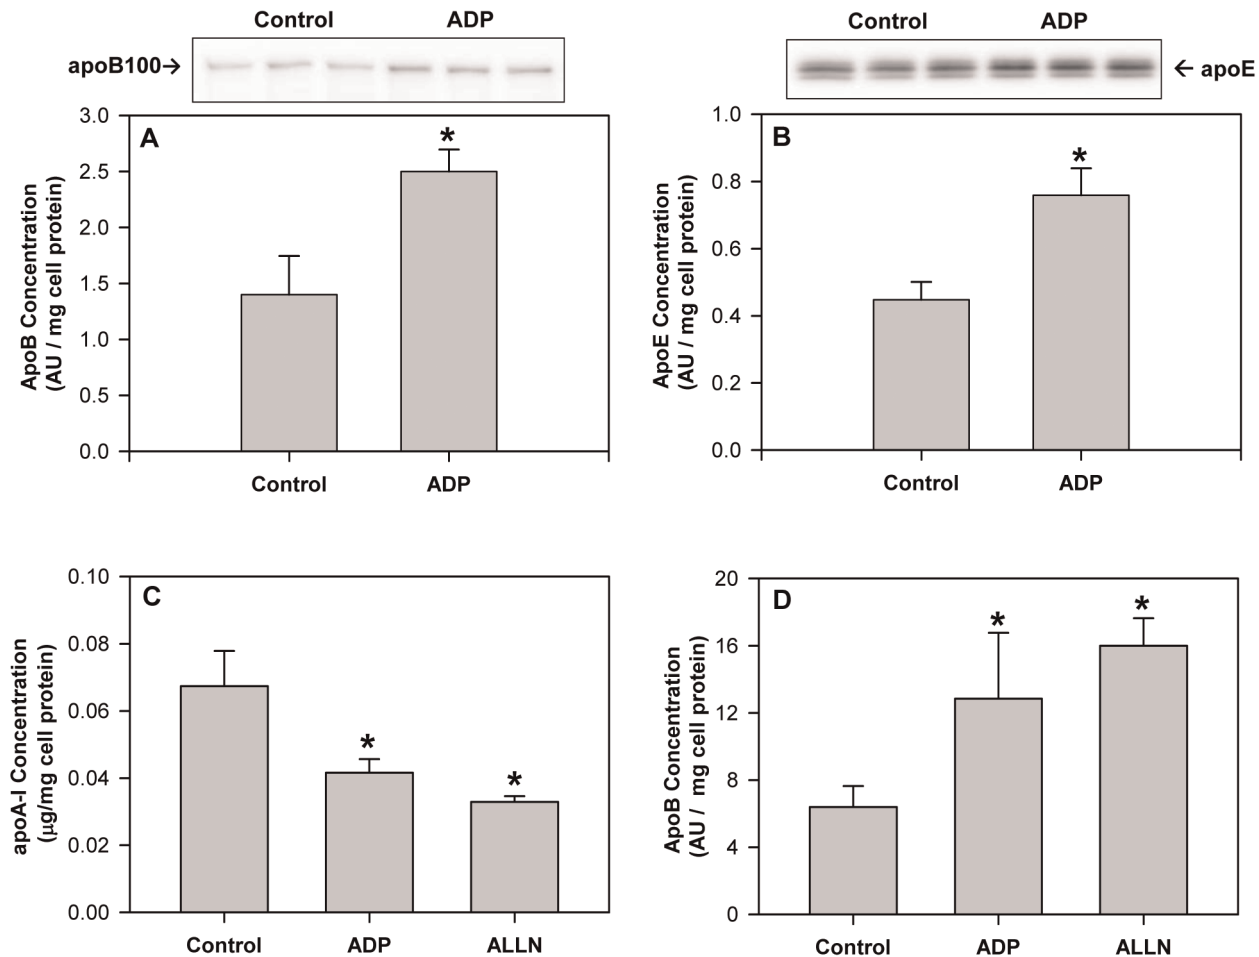 Control ADP
apoB100→
A
*
3.0
2.5
2.0
1.5
1.0
0.5
0.0
ApoB Concentration
(AU / mg cell protein)
Control ADP
Control ADP
← apoE
B
*
1.0
0.8
0.6
0.4
0.2
0.0
ApoE Concentration
(AU / mg cell protein)
Control ADP
C
*
*
0.10
0.08
0.06
0.04
0.02
0.00
apoA-I Concentration
(μg/mg cell protein)
Control ADP ALLN
D
*
*
20
16
12
8
4
0
ApoB Concentration
(AU / mg cell protein)
Control ADP ALLN